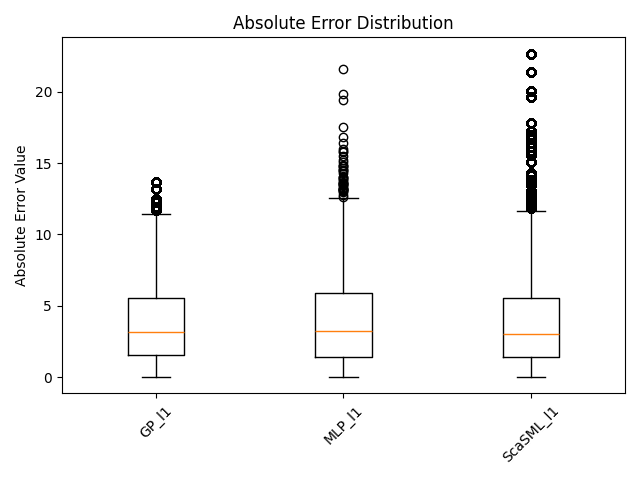 Absolute Error Distribution
Absolute Error Value
20
15
10
5
0
GP_l1
MLP_l1
ScaSML_l1